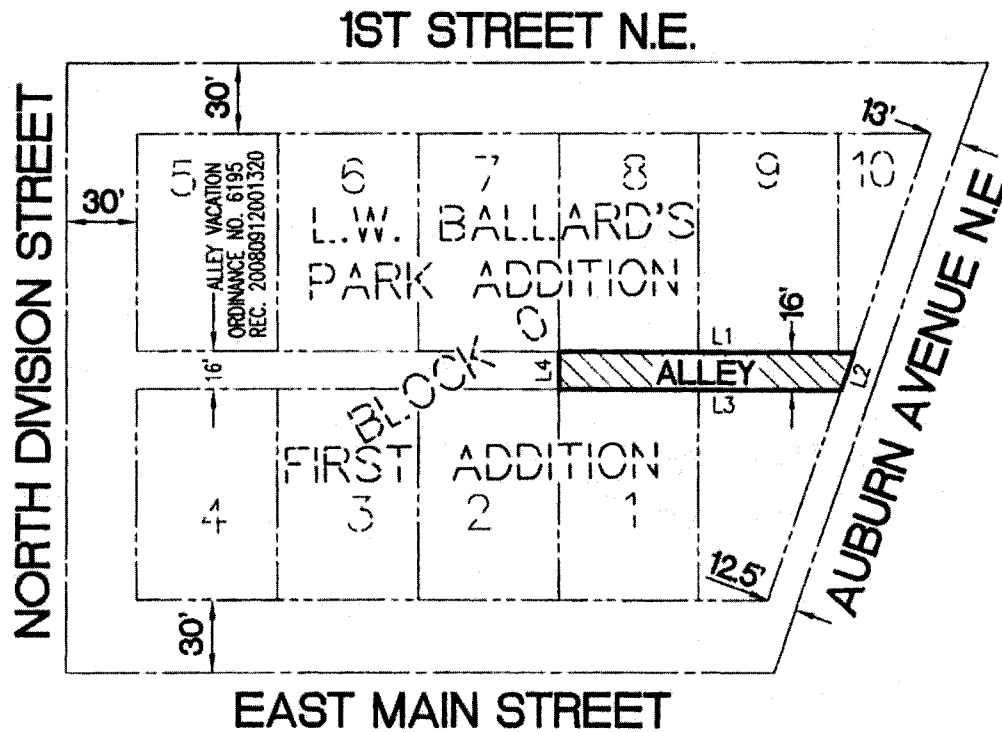 1ST STREET N.E.
NORTH DIVISION STREET
30'
13'
30'
5
ALLEY VACATION
ORDINANCE NO. 6195
REC. 20080912001320
6
7
8
9
10
L.W. BALLARD'S
PARK ADDITION
AUBURN AVENUE N.E.
16'
L1
BLOCK
16'
L4
ALLEY
L2
L3
FIRST ADDITION
4
3
2
1
12.5'
30'
EAST MAIN STREET